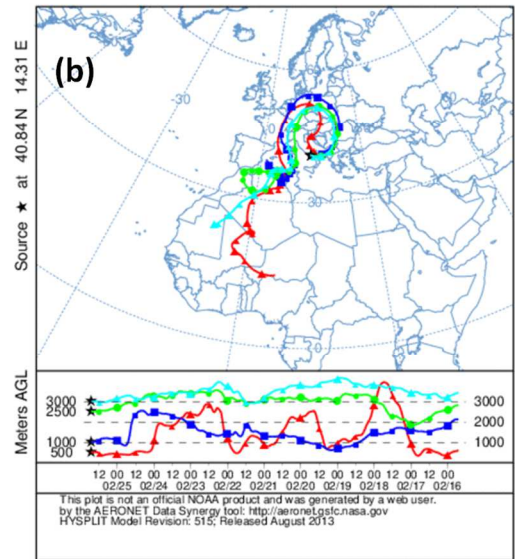 (b)
Source ★ at 40.84 N 14.31 E
-30
30
0
Meters AGL
3000
2500
1000
500
3000
2000
1000
12 00 12 00 12 00 12 00 12 00 12 00 12 00 12 00 12 00 12 00
02/25 02/24 02/23 02/22 02/21 02/20 02/19 02/18 02/17 02/16
This plot is not an official NOAA product and was generated by a web user.
by the AERONET Data Synergy tool: http://aeronet.gsfc.nasa.gov
HYSPLIT Model Revision: 515; Released August 2013